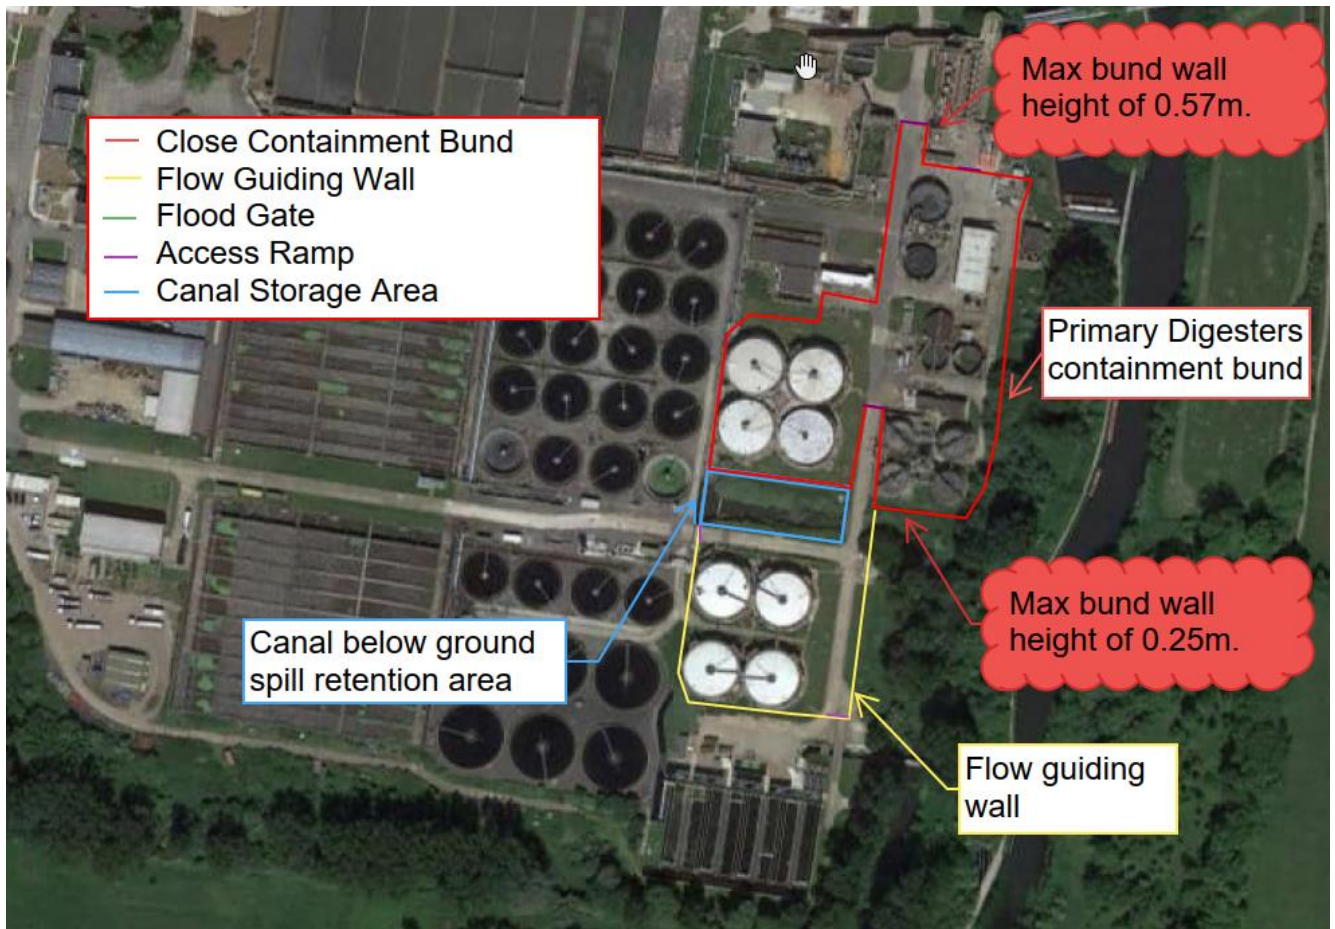 Max bund wall
height of 0.57m.
Close Containment Bund
Flow Guiding Wall
Flood Gate
Access Ramp
Canal Storage Area
Primary Digesters
containment bund
Canal below ground
spill retention area
Max bund wall
height of 0.25m.
Flow guiding
wall